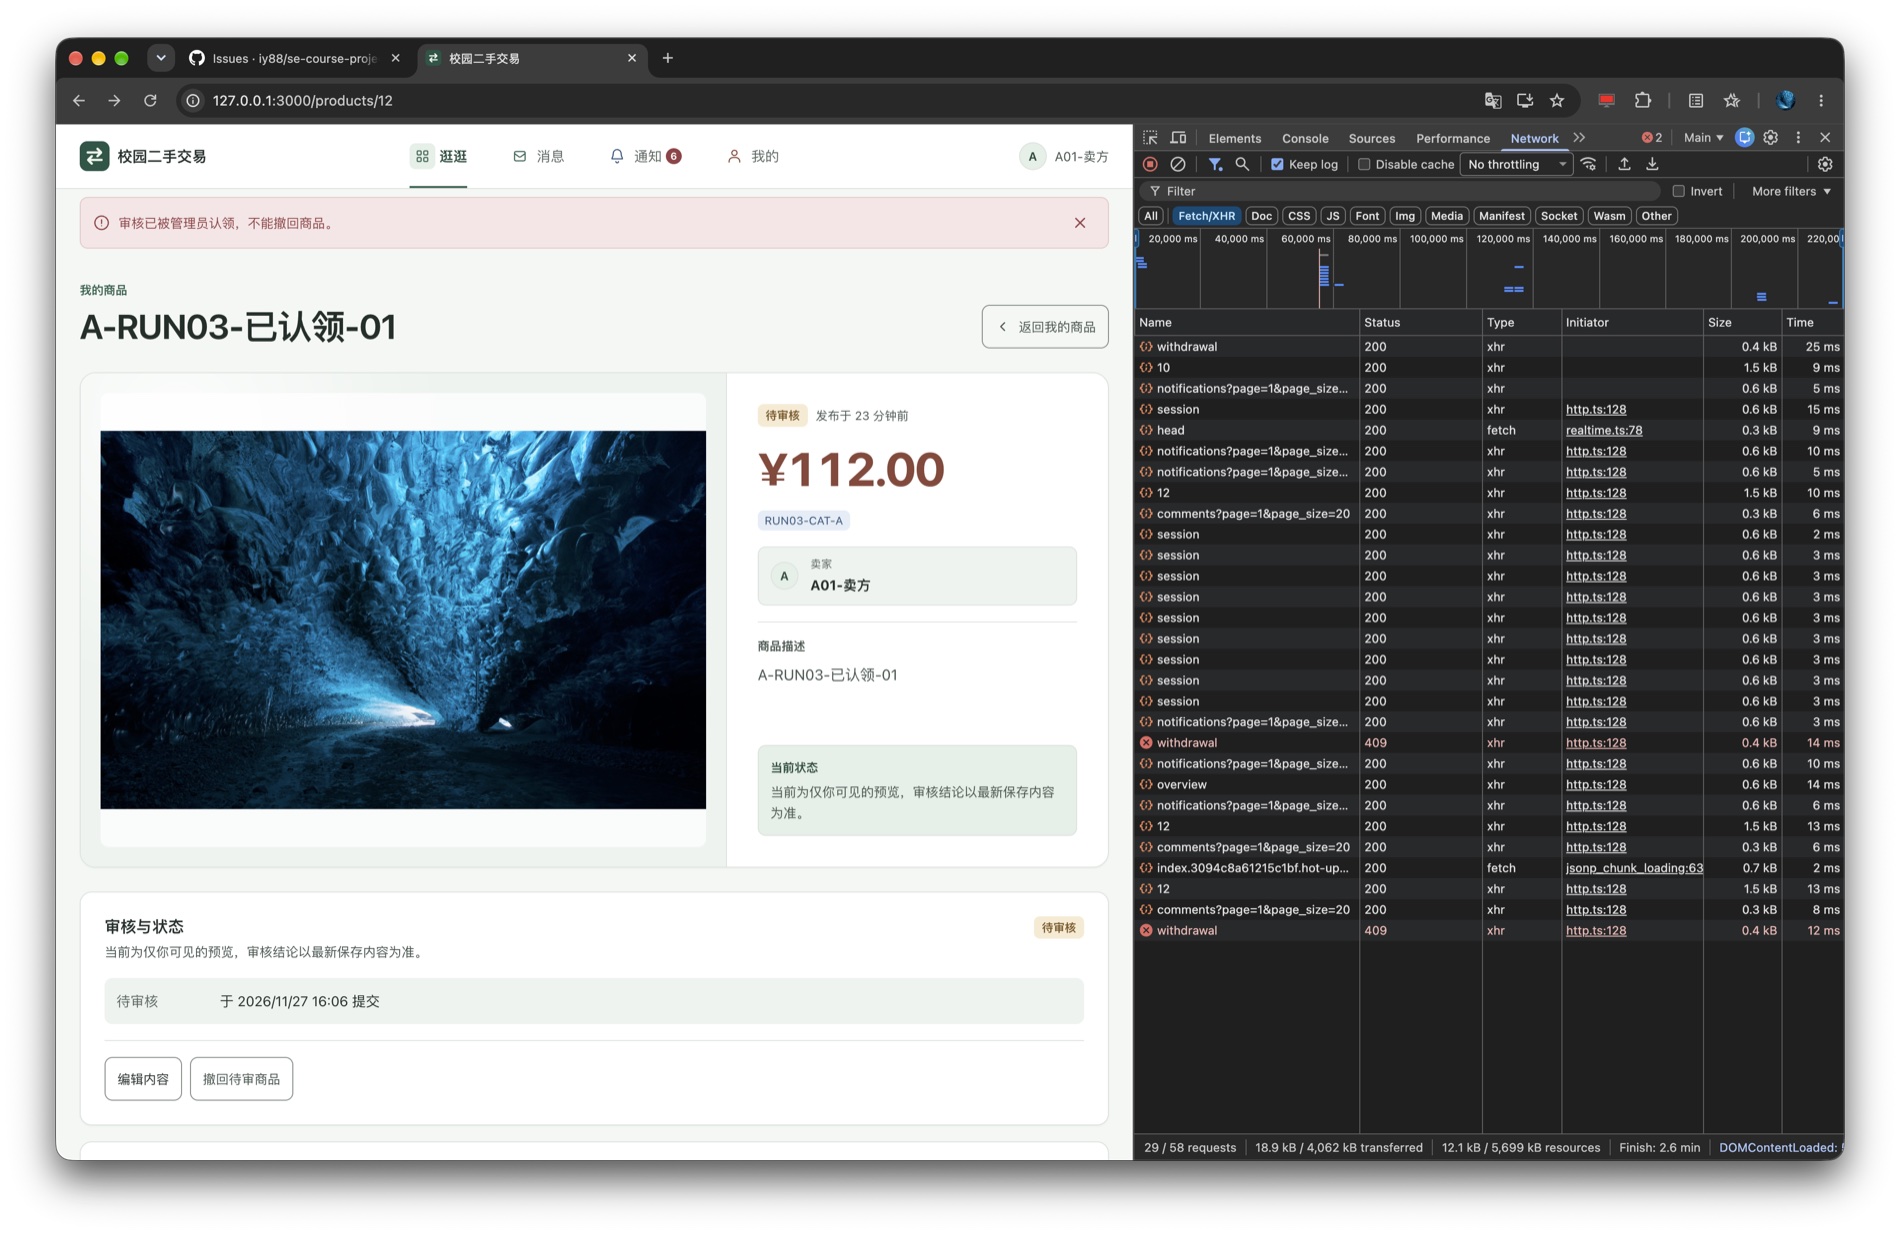 Issues · iy88/se-course-proje
校园二手交易
127.0.0.1:3000/products/12
校园二手交易
逛逛
消息
通知 6
我的
A A01-卖方
审核已被管理员认领，不能撤回商品。
我的商品
A-RUN03-已认领-01
返回我的商品
待审核 发布于 23 分钟前
¥112.00
RUN03-CAT-A
A
卖家
A01-卖方
商品描述
A-RUN03-已认领-01
当前状态
当前为仅你可见的预览，审核结论以最新保存内容
为准。
审核与状态
待审核
当前为仅你可见的预览，审核结论以最新保存内容为准。
待审核 于 2026/11/27 16:06 提交
编辑内容 撤回待审商品
Elements Console Sources Performance Network 2 Main
Keep log Disable cache No throttling
Filter Invert More filters
All Fetch/XHR Doc CSS JS Font Img Media Manifest Socket Wasm Other
20,000 ms 40,000 ms 60,000 ms 80,000 ms 100,000 ms 120,000 ms 140,000 ms 160,000 ms 180,000 ms 200,000 ms 220,00
Name Status Type Initiator Size Time
withdrawal 200 xhr 0.4 kB 25 ms
10 200 xhr 1.5 kB 9 ms
notifications?page=1&page_size... 200 xhr 0.6 kB 5 ms
session 200 xhr http.ts:128 0.6 kB 15 ms
head 200 fetch realtime.ts:78 0.3 kB 9 ms
notifications?page=1&page_size... 200 xhr http.ts:128 0.6 kB 10 ms
notifications?page=1&page_size... 200 xhr http.ts:128 0.6 kB 5 ms
12 200 xhr http.ts:128 1.5 kB 10 ms
comments?page=1&page_size=20 200 xhr http.ts:128 0.3 kB 6 ms
session 200 xhr http.ts:128 0.6 kB 2 ms
session 200 xhr http.ts:128 0.6 kB 3 ms
session 200 xhr http.ts:128 0.6 kB 3 ms
session 200 xhr http.ts:128 0.6 kB 3 ms
session 200 xhr http.ts:128 0.6 kB 3 ms
session 200 xhr http.ts:128 0.6 kB 3 ms
session 200 xhr http.ts:128 0.6 kB 3 ms
session 200 xhr http.ts:128 0.6 kB 3 ms
session 200 xhr http.ts:128 0.6 kB 3 ms
notifications?page=1&page_size... 200 xhr http.ts:128 0.6 kB 3 ms
withdrawal 409 xhr http.ts:128 0.4 kB 14 ms
notifications?page=1&page_size... 200 xhr http.ts:128 0.6 kB 10 ms
overview 200 xhr http.ts:128 0.6 kB 14 ms
notifications?page=1&page_size... 200 xhr http.ts:128 0.6 kB 6 ms
12 200 xhr http.ts:128 1.5 kB 13 ms
comments?page=1&page_size=20 200 xhr http.ts:128 0.3 kB 6 ms
index.3094c8a61215c1bf.hot-up... 200 fetch jsonp_chunk_loading:63 0.7 kB 2 ms
12 200 xhr http.ts:128 1.5 kB 13 ms
comments?page=1&page_size=20 200 xhr http.ts:128 0.3 kB 8 ms
withdrawal 409 xhr http.ts:128 0.4 kB 12 ms
29 / 58 requests 18.9 kB / 4,062 kB transferred 12.1 kB / 5,699 kB resources Finish: 2.6 min DOMContentLoaded: